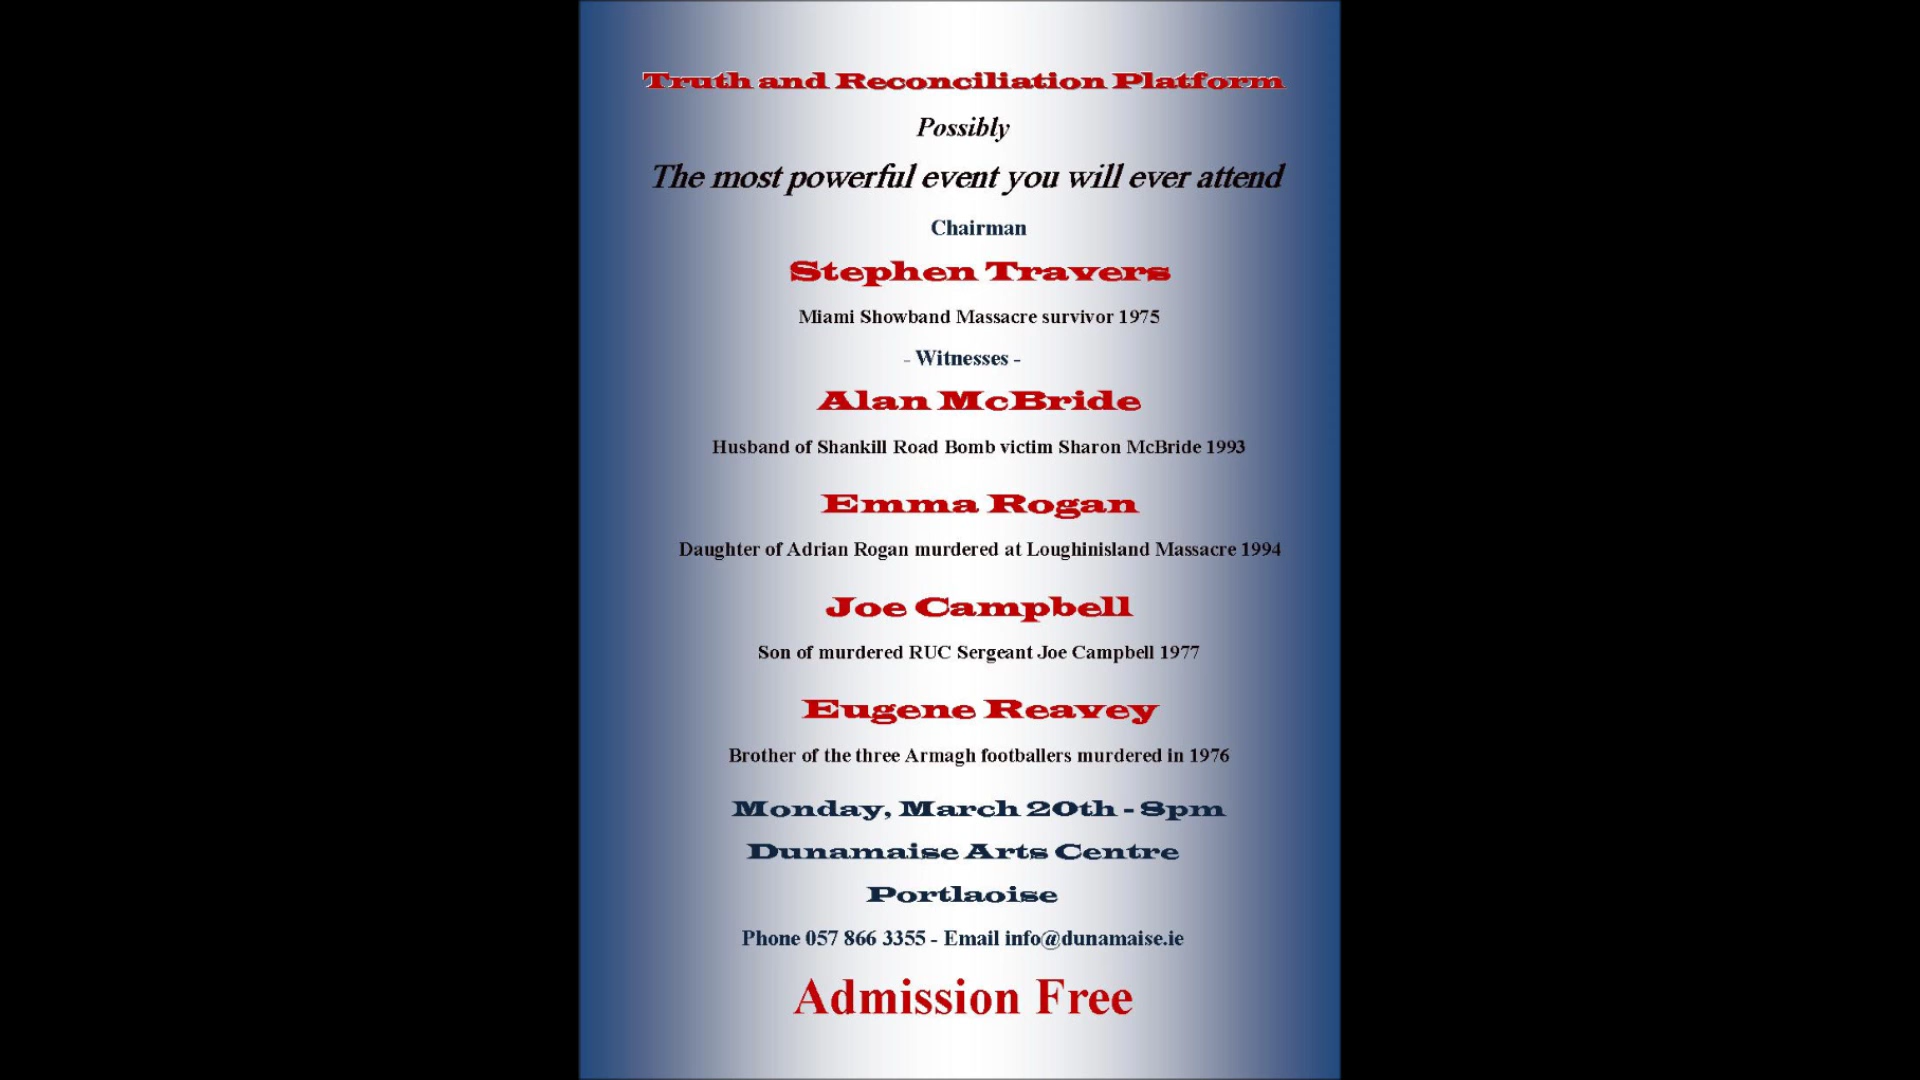 Truth and Reconciliation Platform
Possibly
The most powerful event you will ever attend
Chairman
Stephen Travers
Miami Showband Massacre survivor 1975
- Witnesses -
Alan McBride
Husband of Shankill Road Bomb victim Sharon McBride 1993
Emma Rogan
Daughter of Adrian Rogan murdered at Loughinisland Massacre 1994
Joe Campbell
Son of murdered RUC Sergeant Joe Campbell 1977
Eugene Reavey
Brother of the three Armagh footballers murdered in 1976
Monday, March 20th - 8pm
Dunamaise Arts Centre
Portlaoise
Phone 057 866 3355 - Email info@dunamaise.ie
Admission Free